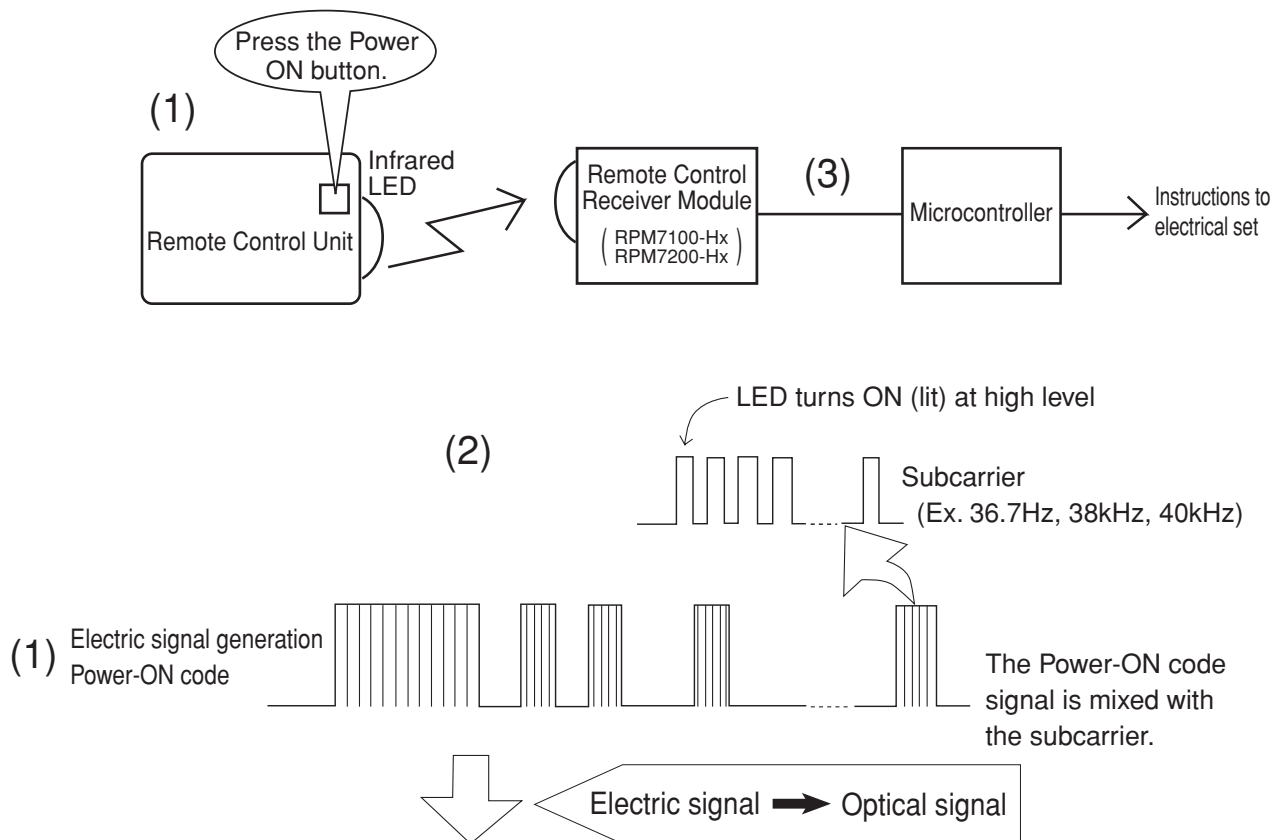 Press the Power
ON button.
(1)
Infrared
LED
Remote Control Unit
Remote Control
Receiver Module
( RPM7100-Hx
RPM7200-Hx )
(3)
Microcontroller
Instructions to
electrical set
LED turns ON (lit) at high level
(2)
Subcarrier
(Ex. 36.7Hz, 38kHz, 40kHz)
(1)
Electric signal generation
Power-ON code
The Power-ON code
signal is mixed with
the subcarrier.
Electric signal ➡ Optical signal